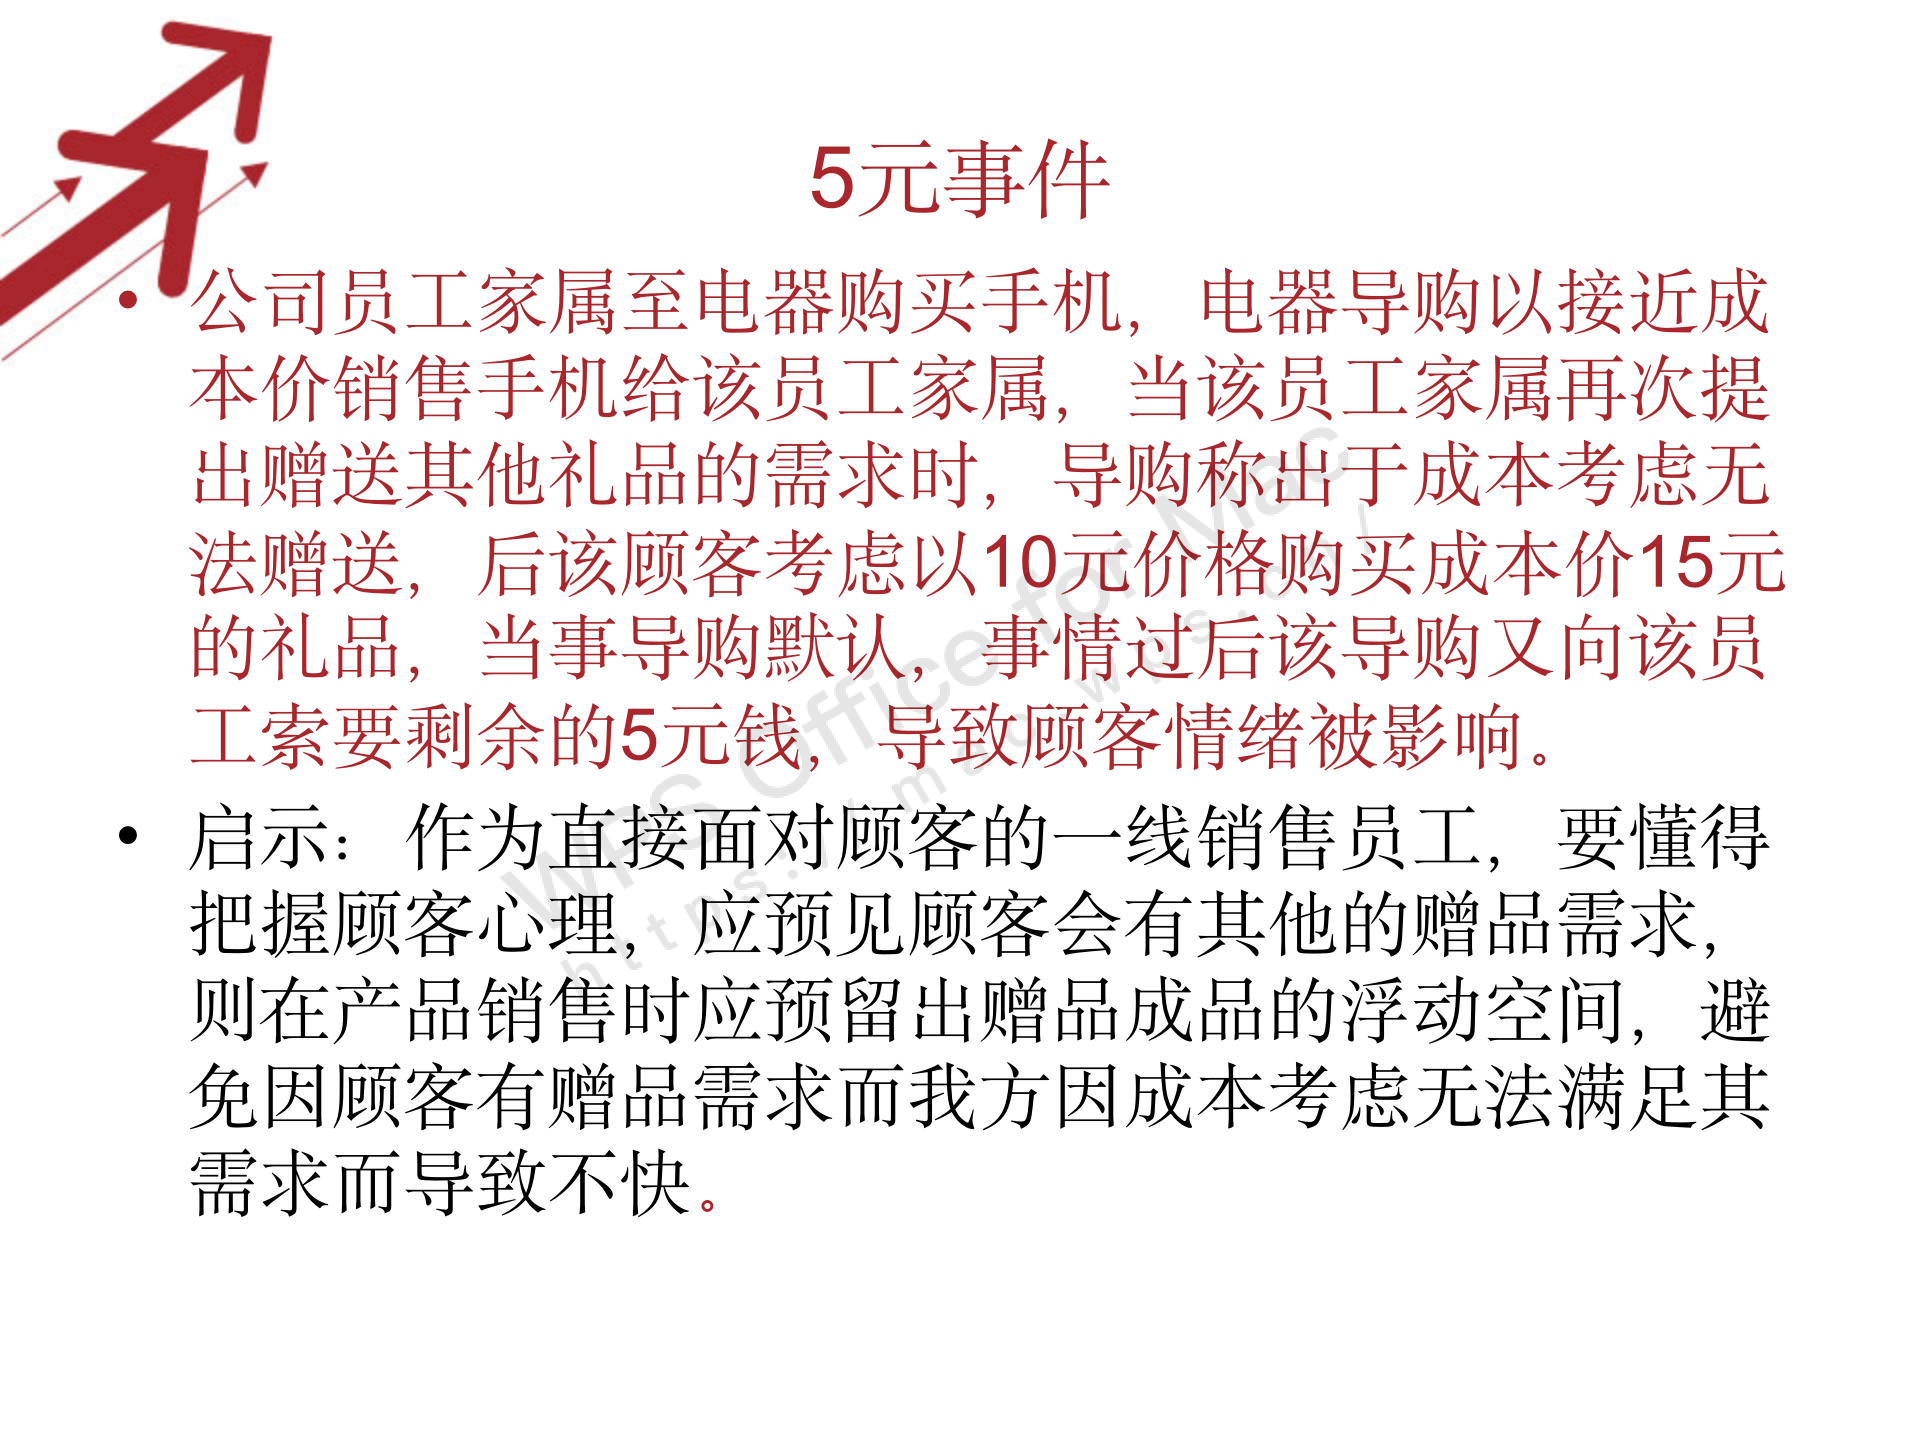 5元事件
• 公司员工家属至电器购买手机，电器导购以接近成
本价销售手机给该员工家属，当该员工家属再次提
出赠送其他礼品的需求时，导购称出于成本考虑无
法赠送，后该顾客考虑以10元价格购买成本价15元
的礼品，当事导购默认，事情过后该导购又向该员
工索要剩余的5元钱，导致顾客情绪被影响。
• 启示：作为直接面对顾客的一线销售员工，要懂得
把握顾客心理，应预见顾客会有其他的赠品需求，
则在产品销售时应预留出赠品成品的浮动空间，避
免因顾客有赠品需求而我方因成本考虑无法满足其
需求而导致不快。
WPS Office for Mac
https://mac.wps.cn/